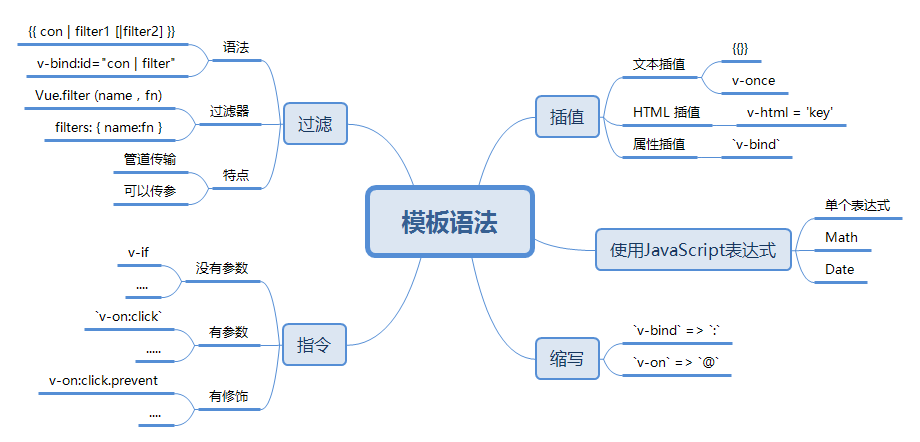 模板语法
插值
文本插值
{{}}
v-once
HTML 插值
v-html = 'key'
属性插值
`v-bind`
使用JavaScript表达式
单个表达式
Math
Date
缩写
`v-bind` => `:`
`v-on` => `@`
过滤
语法
{{ con | filter1 [|filter2] }}
v-bind:id="con | filter"
过滤器
Vue.filter (name , fn)
filters: { name:fn }
特点
管道传输
可以传参
指令
没有参数
v-if
....
有参数
`v-on:click`
.....
有修饰
v-on:click.prevent
....